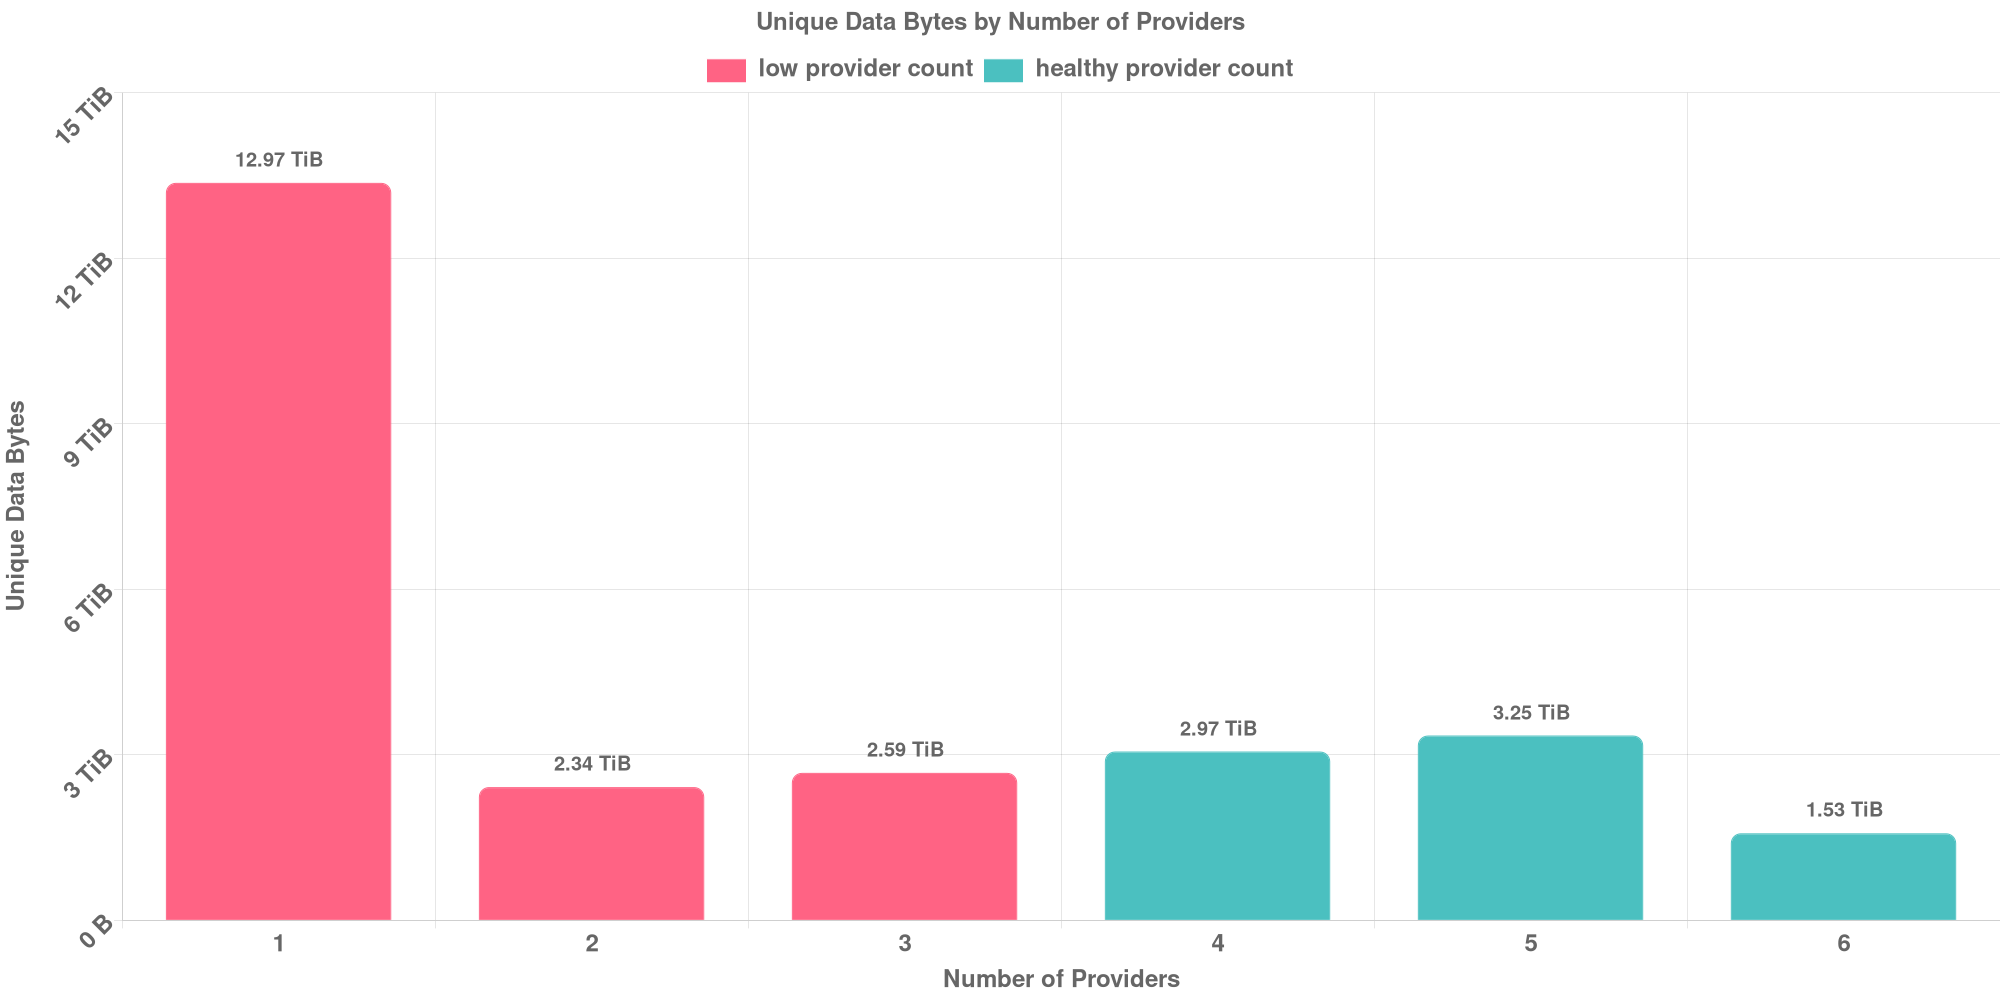 Unique Data Bytes by Number of Providers
low provider count healthy provider count
15 TiB
12 TiB
9 TiB
6 TiB
3 TiB
0 B
Unique Data Bytes
12.97 TiB
2.34 TiB
2.59 TiB
2.97 TiB
3.25 TiB
1.53 TiB
1 2 3 4 5 6
Number of Providers